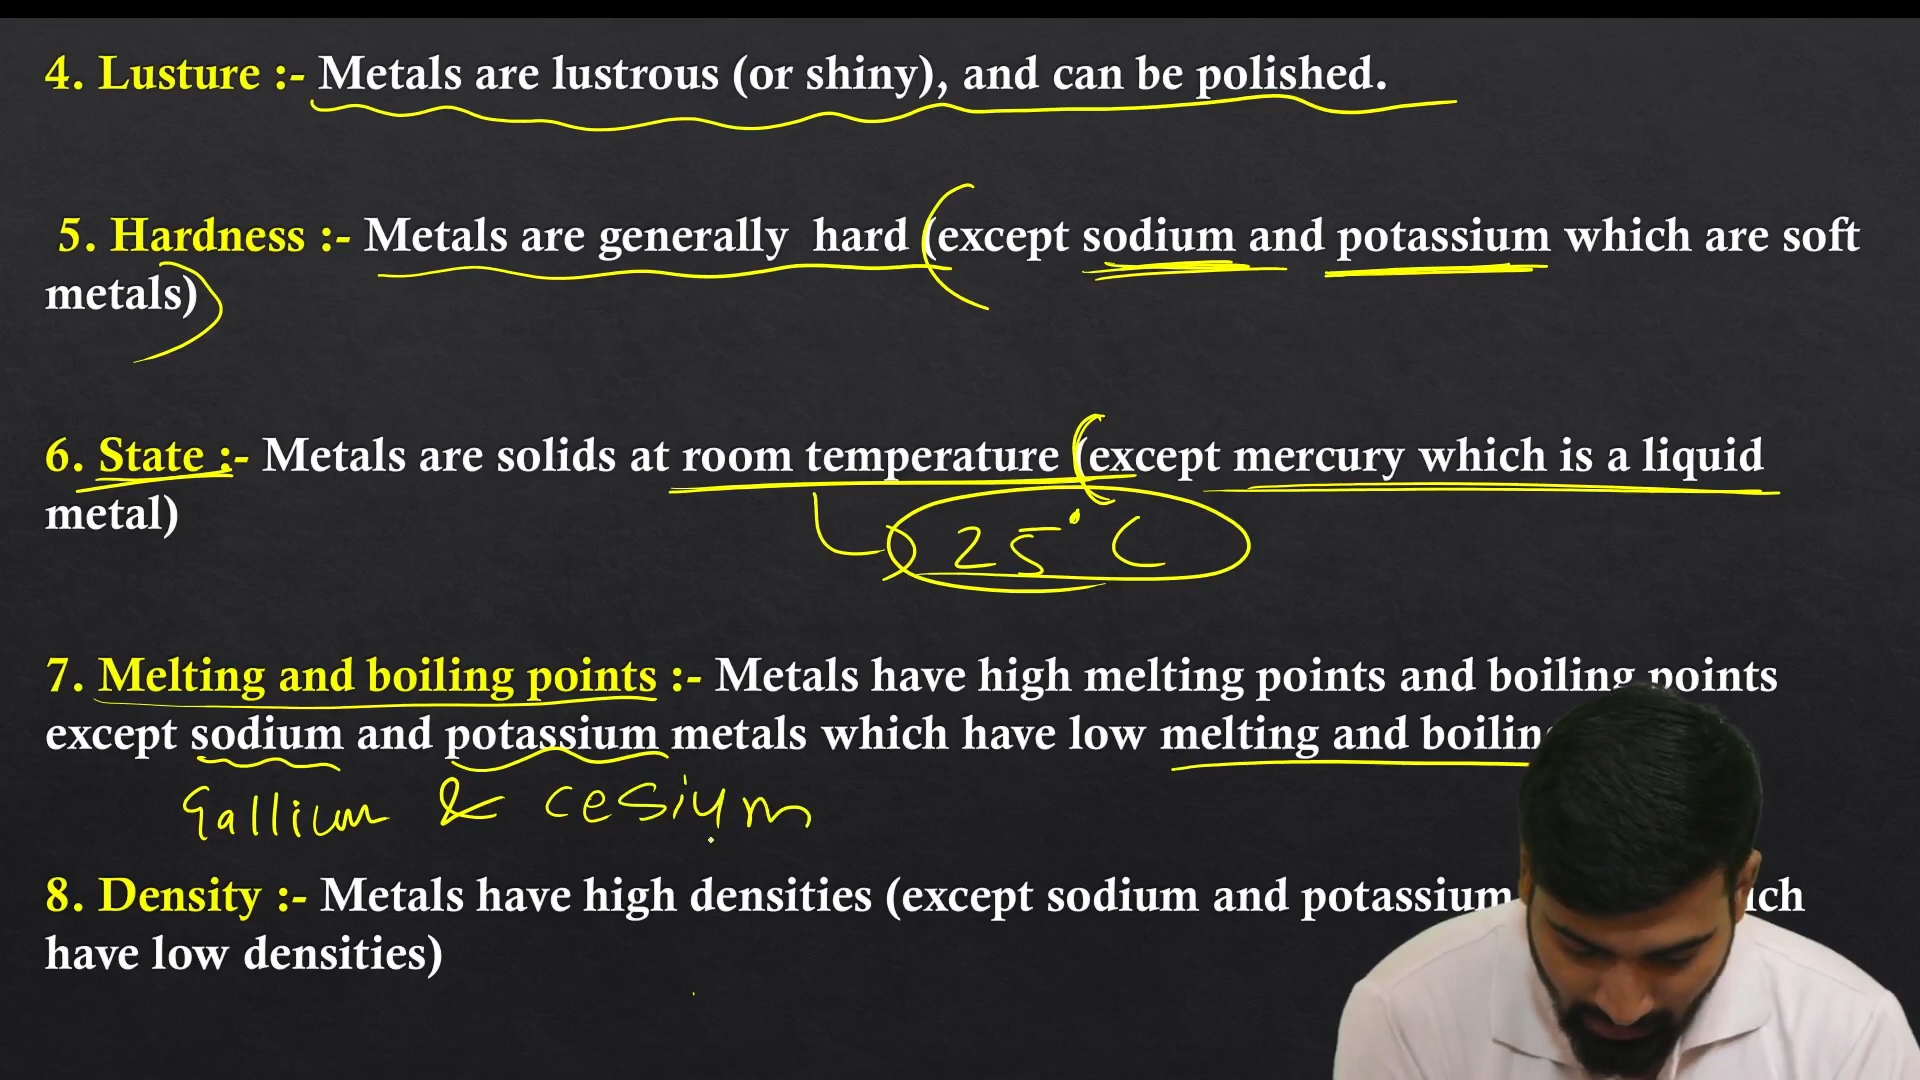 4. Lusture :- Metals are lustrous (or shiny), and can be polished.
5. Hardness :- Metals are generally hard (except sodium and potassium which are soft
metals)
6. State :- Metals are solids at room temperature (except mercury which is a liquid
metal)
25°C
7. Melting and boiling points :- Metals have high melting points and boiling points
except sodium and potassium metals which have low melting and
Gallium & cesium
8. Density :- Metals have high densities (except sodium and potassium
have low densities)